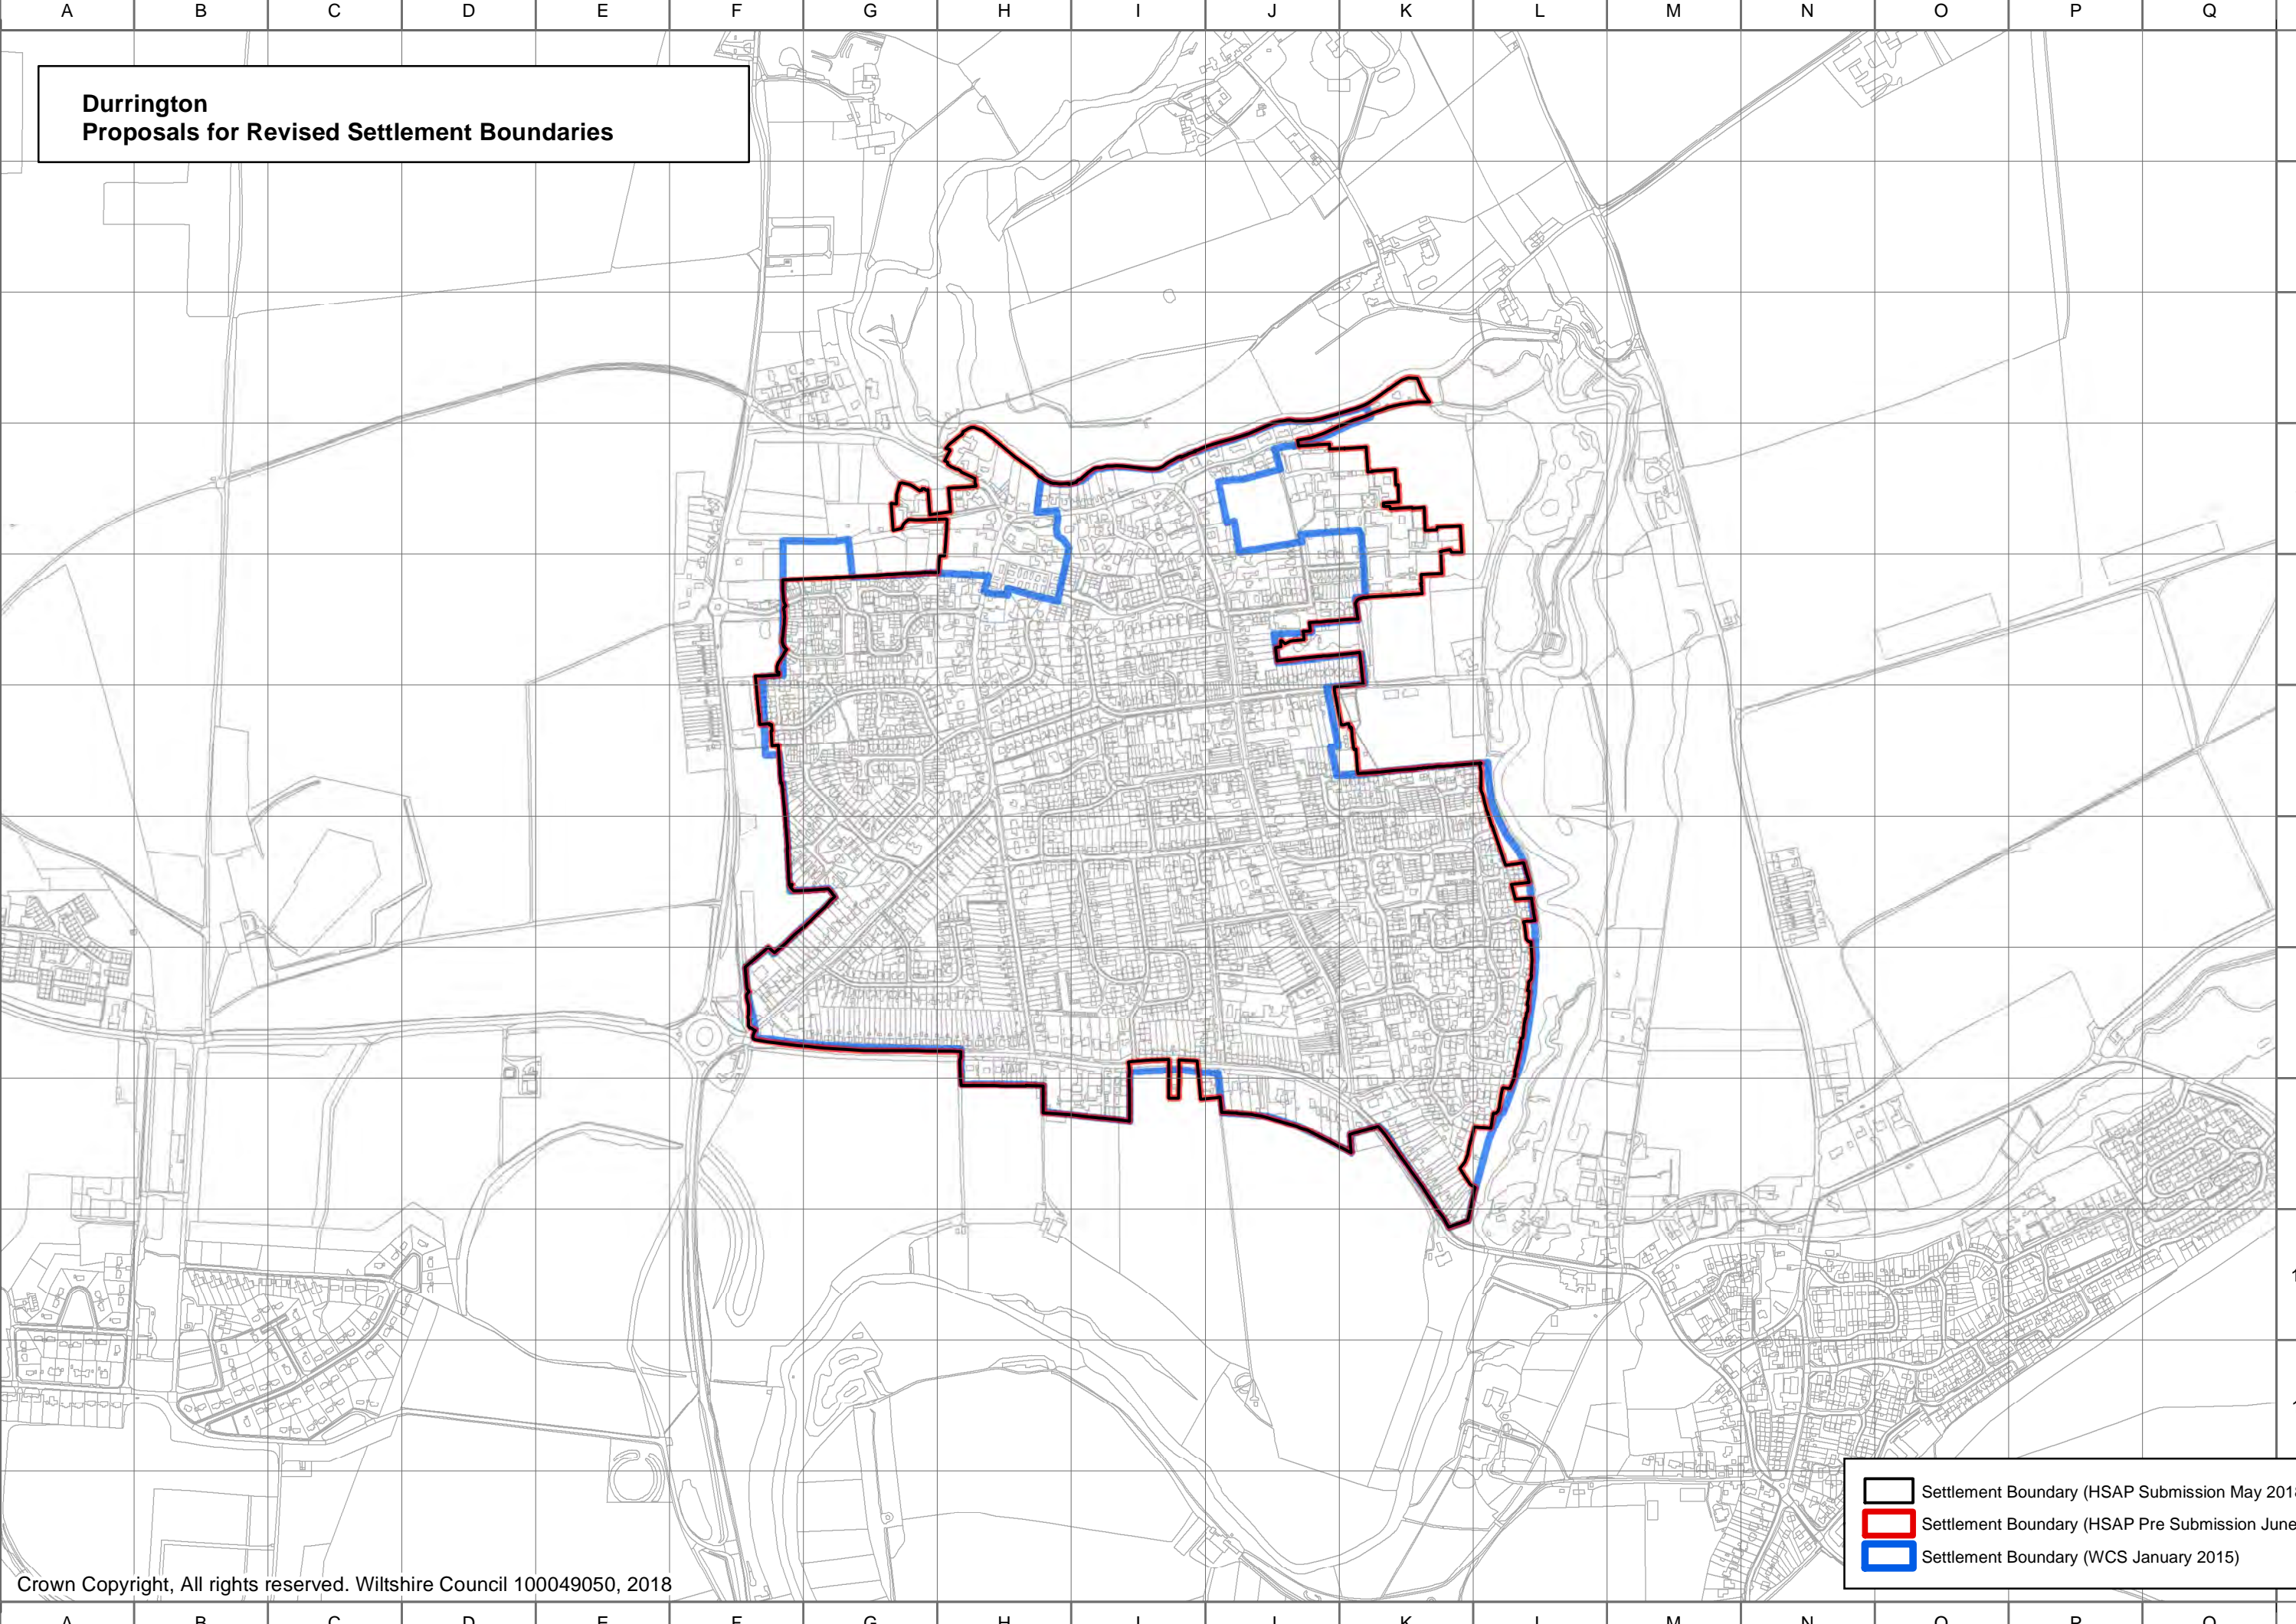 A B C D E F G H I J K L M N O P Q
Durrington
Proposals for Revised Settlement Boundaries
Settlement Boundary (HSAP Submission May 201
Settlement Boundary (HSAP Pre Submission June
Settlement Boundary (WCS January 2015)
Crown Copyright, All rights reserved. Wiltshire Council 100049050, 2018
A B C D E F G H I J K L M N O P Q